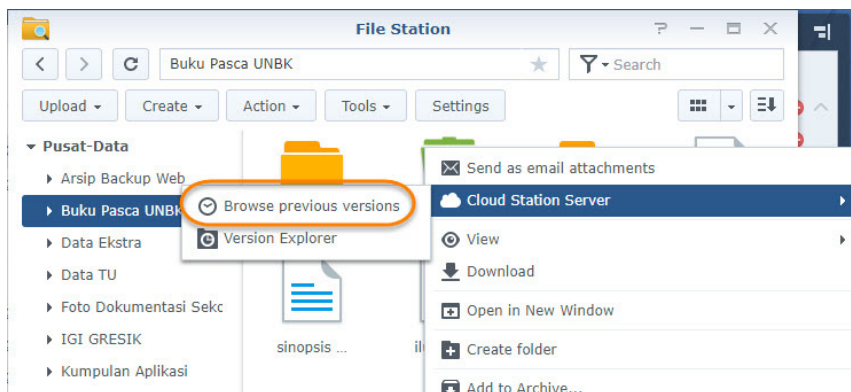 File Station
Buku Pasca UNBK
Search
Upload
Create
Action
Tools
Settings
Pusat-Data
Arsip Backup Web
Buku Pasca UNBK
Data Ekstra
Data TU
Foto Dokumentasi Sekc
IGI GRESIK
Kumpulan Aplikasi
Browse previous versions
Version Explorer
sinopsis ...
Send as email attachments
Cloud Station Server
View
Download
Open in New Window
Create folder
Add to Archive...